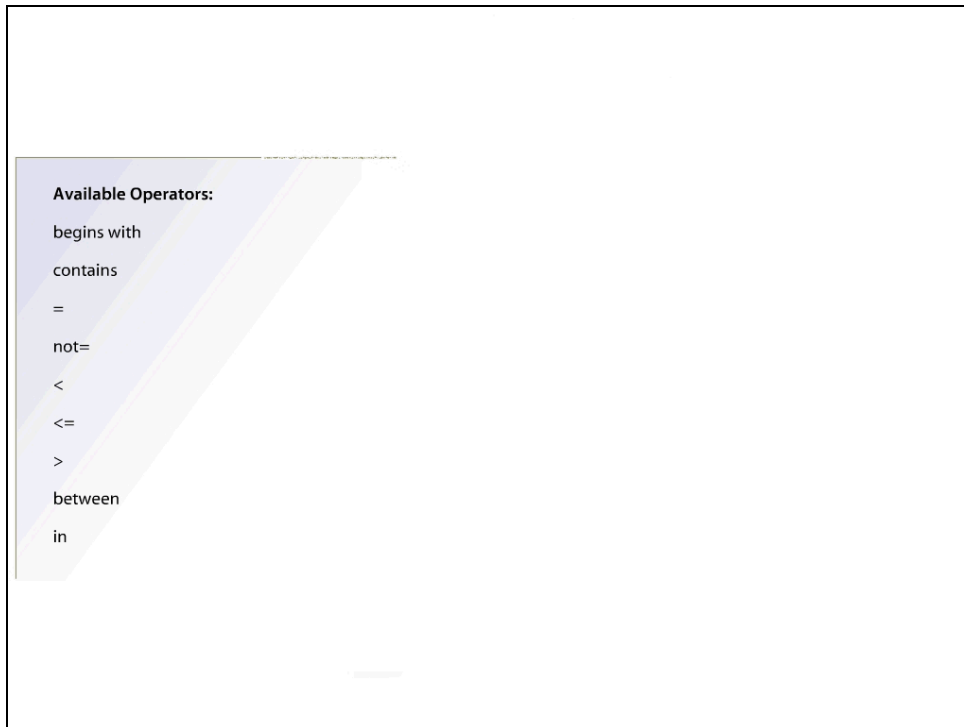 Available Operators:
begins with
contains
=
not=
<
<=
>
between
in